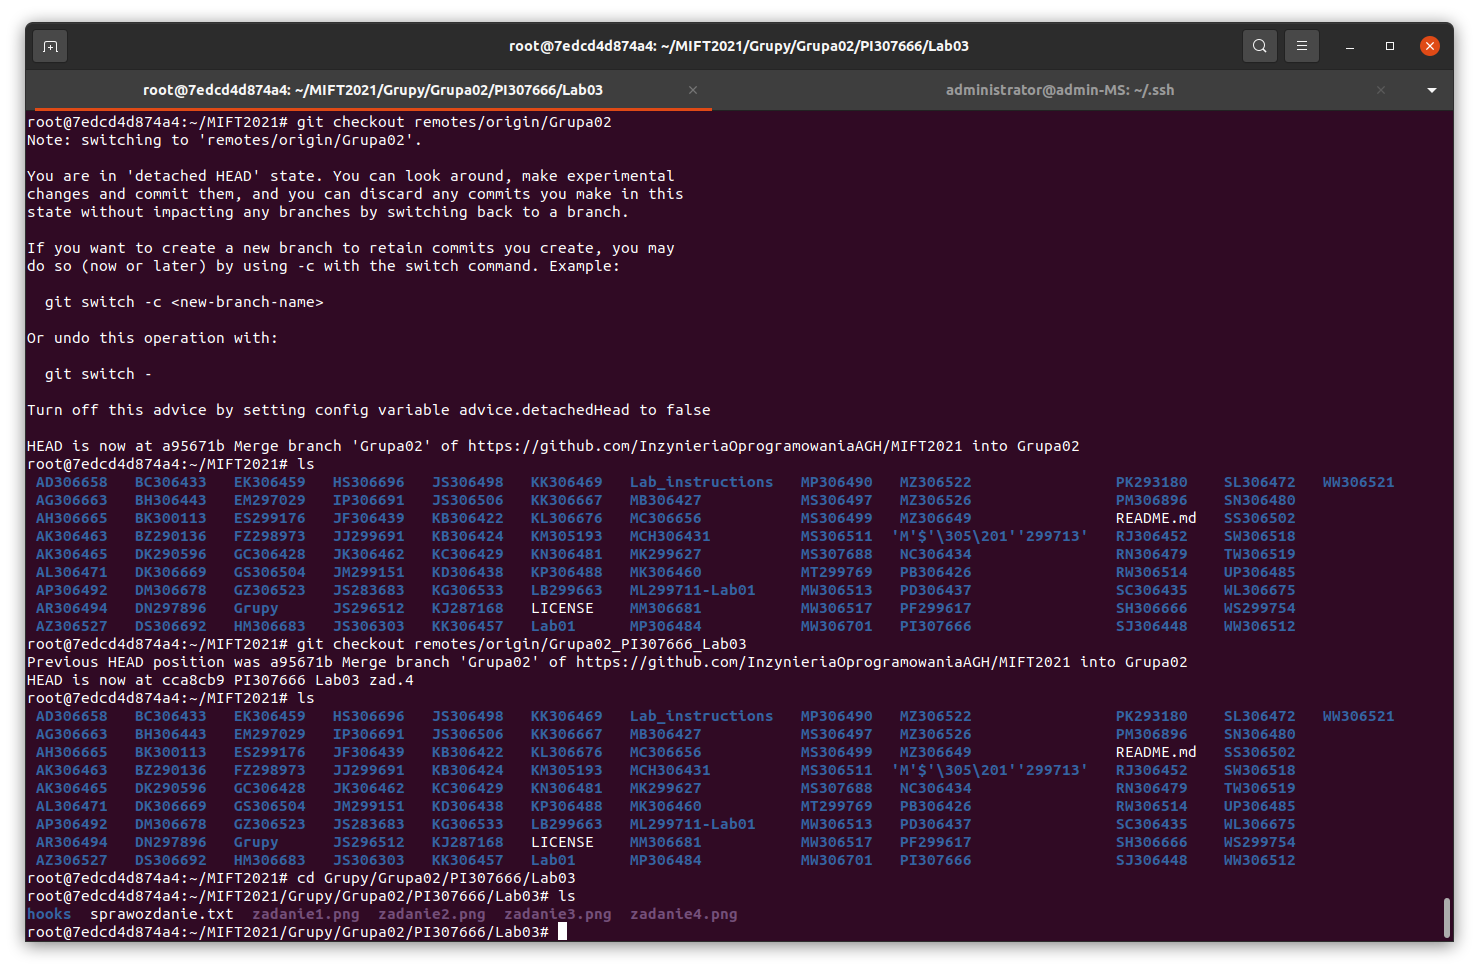 root@7edcd4d874a4: ~/MIFT2021/Grupy/Grupa02/PI307666/Lab03
root@7edcd4d874a4: ~/MIFT2021/Grupy/Grupa02/PI307666/Lab03 administrator@admin-MS: ~/.ssh
root@7edcd4d874a4:~/MIFT2021# git checkout remotes/origin/Grupa02
Note: switching to 'remotes/origin/Grupa02'.
You are in 'detached HEAD' state. You can look around, make experimental
changes and commit them, and you can discard any commits you make in this
state without impacting any branches by switching back to a branch.
If you want to create a new branch to retain commits you create, you may
do so (now or later) by using -c with the switch command. Example:
git switch -c <new-branch-name>
Or undo this operation with:
git switch -
Turn off this advice by setting config variable advice.detachedHead to false
HEAD is now at a95671b Merge branch 'Grupa02' of https://github.com/InzynieriaOprogramowaniaAGH/MIFT2021 into Grupa02
root@7edcd4d874a4:~/MIFT2021# ls
AD306658 BC306433 EK306459 HS306696 JS306498 KK306469 Lab_instructions MP306490 MZ306522 PK293180 SL306472 WW306521
AG306663 BH306443 EM297029 IP306691 JS306506 KK306667 MB306427 MS306497 MZ306526 PM306896 SN306480
AH306665 BK300113 ES299176 JF306439 KB306422 KL306676 MC306656 MS306499 MZ306649 README.md SS306502
AK306463 BZ290136 FZ298973 JJ299691 KB306424 KM305193 MCH306431 MS306511 'M'$'\305\201''299713' RJ306452 SW306518
AK306465 DK290596 GC306428 JK306462 KC306429 KN306481 MK299627 MS307688 NC306434 RN306479 TW306519
AL306471 DK306669 GS306504 JM299151 KD306438 KP306488 MK306460 MT299769 PB306426 RW306514 UP306485
AP306492 DM306678 GZ306523 JS283683 KG306533 LB299663 ML299711-Lab01 MW306513 PD306437 SC306435 WL306675
AR306494 DN297896 Grupy JS296512 KJ287168 LICENSE MM306681 MW306517 PF299617 SH306666 WS299754
AZ306527 DS306692 HM306683 JS306303 KK306457 Lab01 MP306484 MW306701 PI307666 SJ306448 WW306512
root@7edcd4d874a4:~/MIFT2021# git checkout remotes/origin/Grupa02_PI307666_Lab03
Previous HEAD position was a95671b Merge branch 'Grupa02' of https://github.com/InzynieriaOprogramowaniaAGH/MIFT2021 into Grupa02
HEAD is now at cca8cb9 PI307666 Lab03 zad.4
root@7edcd4d874a4:~/MIFT2021# ls
AD306658 BC306433 EK306459 HS306696 JS306498 KK306469 Lab_instructions MP306490 MZ306522 PK293180 SL306472 WW306521
AG306663 BH306443 EM297029 IP306691 JS306506 KK306667 MB306427 MS306497 MZ306526 PM306896 SN306480
AH306665 BK300113 ES299176 JF306439 KB306422 KL306676 MC306656 MS306499 MZ306649 README.md SS306502
AK306463 BZ290136 FZ298973 JJ299691 KB306424 KM305193 MCH306431 MS306511 'M'$'\305\201''299713' RJ306452 SW306518
AK306465 DK290596 GC306428 JK306462 KC306429 KN306481 MK299627 MS307688 NC306434 RN306479 TW306519
AL306471 DK306669 GS306504 JM299151 KD306438 KP306488 MK306460 MT299769 PB306426 RW306514 UP306485
AP306492 DM306678 GZ306523 JS283683 KG306533 LB299663 ML299711-Lab01 MW306513 PD306437 SC306435 WL306675
AR306494 DN297896 Grupy JS296512 KJ287168 LICENSE MM306681 MW306517 PF299617 SH306666 WS299754
AZ306527 DS306692 HM306683 JS306303 KK306457 Lab01 MP306484 MW306701 PI307666 SJ306448 WW306512
root@7edcd4d874a4:~/MIFT2021# cd Grupy/Grupa02/PI307666/Lab03
root@7edcd4d874a4:~/MIFT2021/Grupy/Grupa02/PI307666/Lab03# ls
hooks sprawozdanie.txt zadanie1.png zadanie2.png zadanie3.png zadanie4.png
root@7edcd4d874a4:~/MIFT2021/Grupy/Grupa02/PI307666/Lab03#